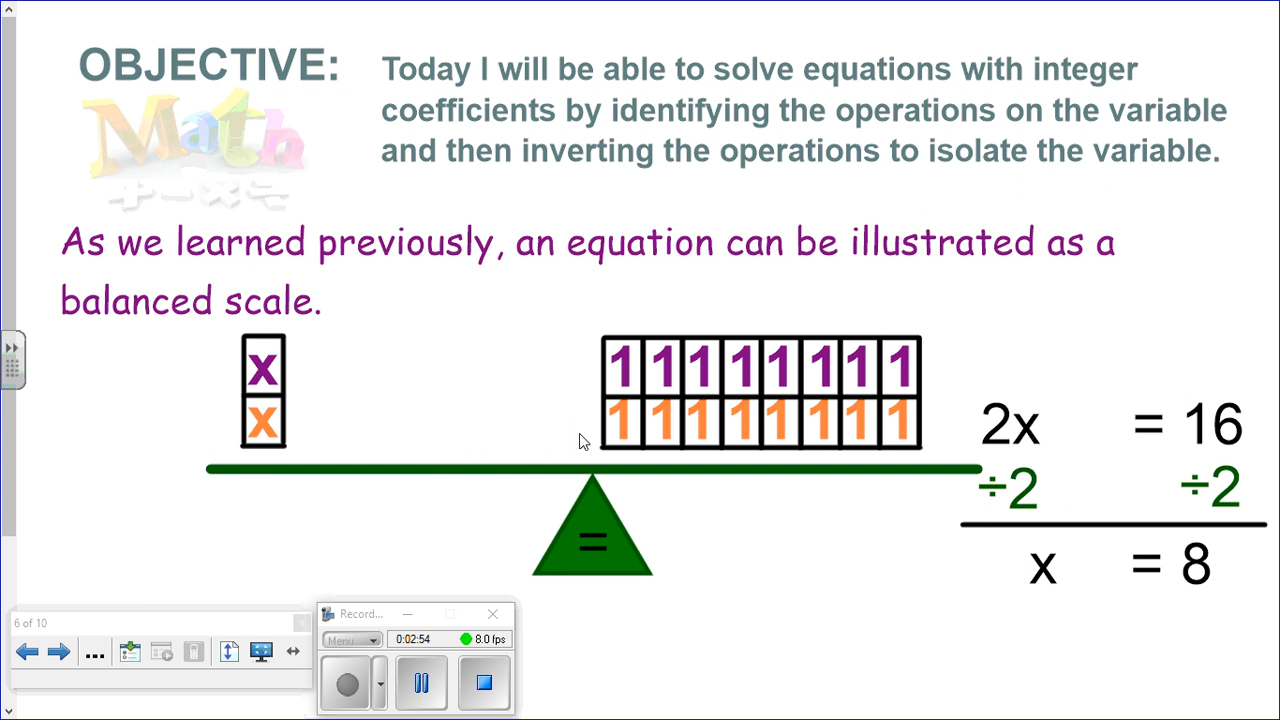 OBJECTIVE:
Today I will be able to solve equations with integer
coefficients by identifying the operations on the variable
and then inverting the operations to isolate the variable.
Math
+ − × ÷
As we learned previously, an equation can be illustrated as a
balanced scale.
x
x
1 1 1 1 1 1 1 1
1 1 1 1 1 1 1 1
=
2x = 16
÷2 ÷2
x = 8
6 of 10
Record...
Menu
0:02:54
8.0 fps